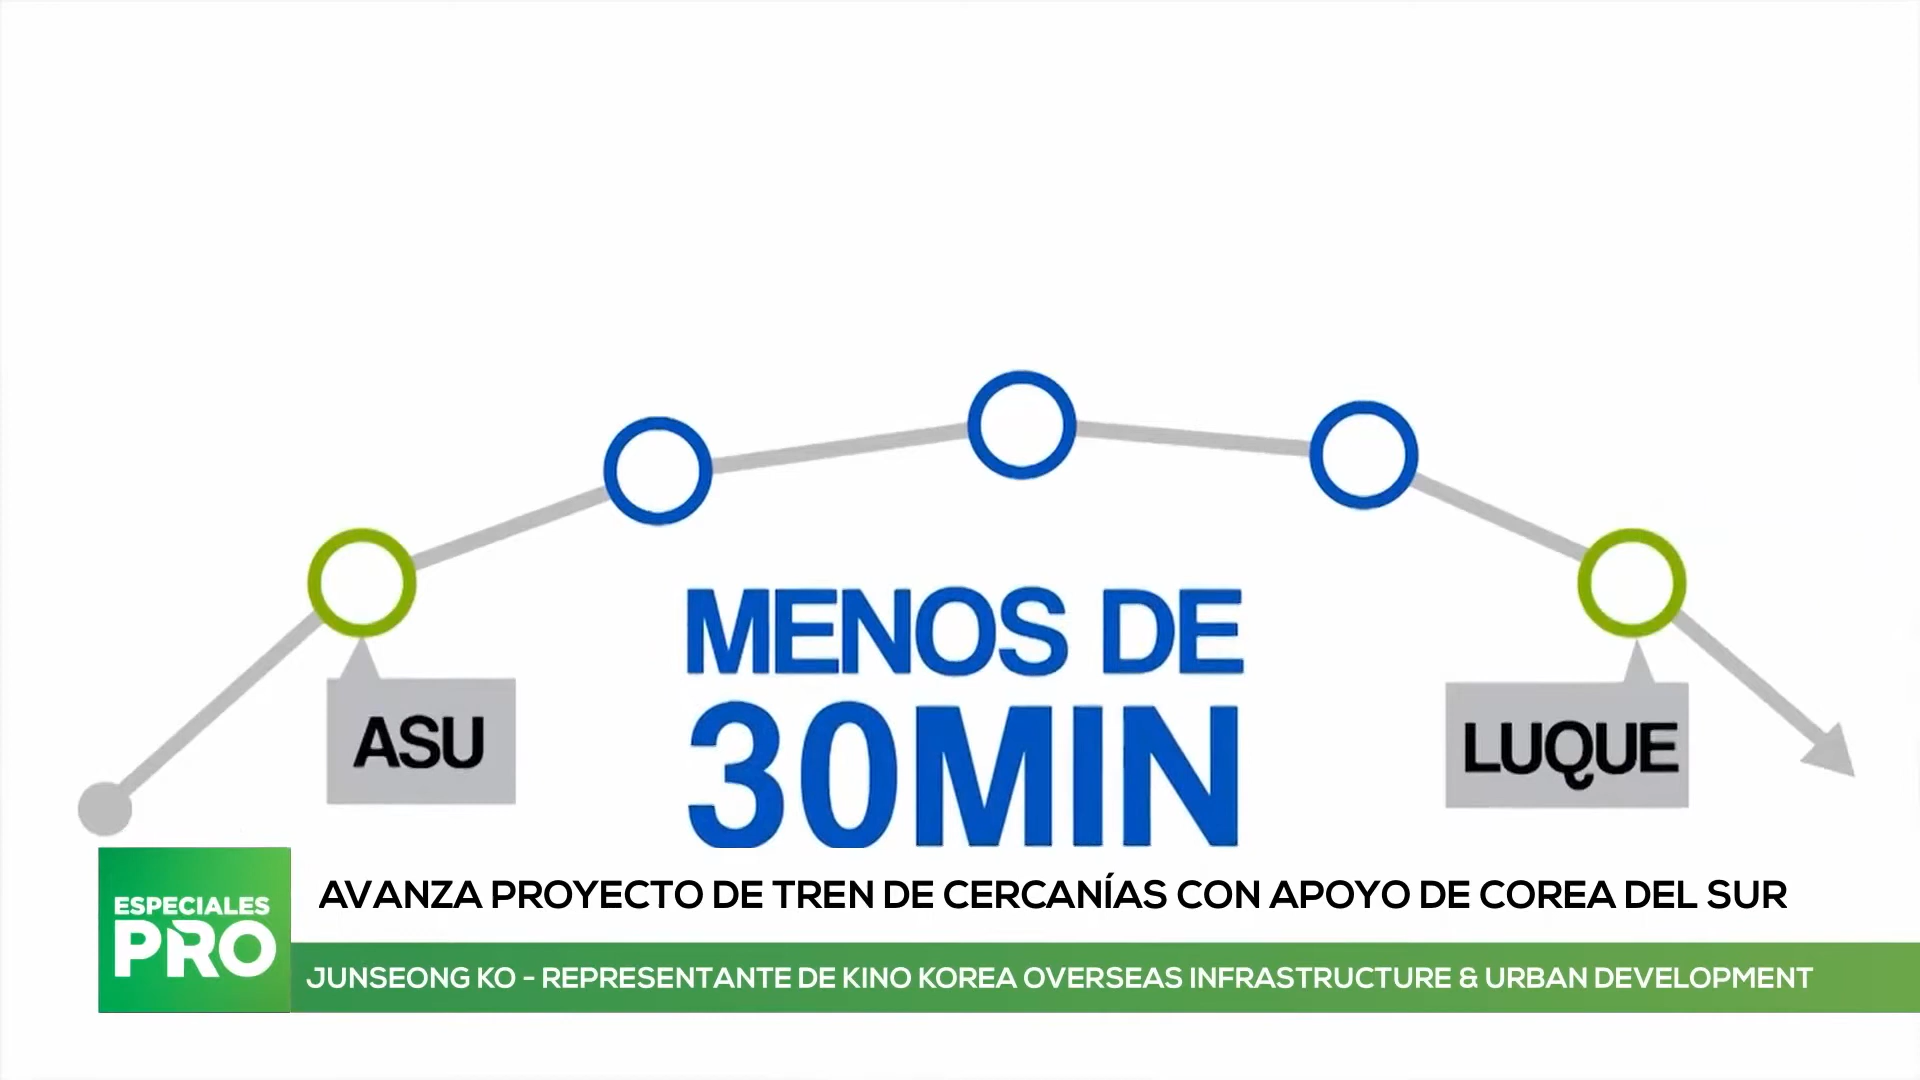 MENOS DE
30MIN
ASU
LUQUE
ESPECIALES
PRO
AVANZA PROYECTO DE TREN DE CERCANÍAS CON APOYO DE COREA DEL SUR
JUNSEONG KO - REPRESENTANTE DE KINO KOREA OVERSEAS INFRASTRUCTURE & URBAN DEVELOPMENT